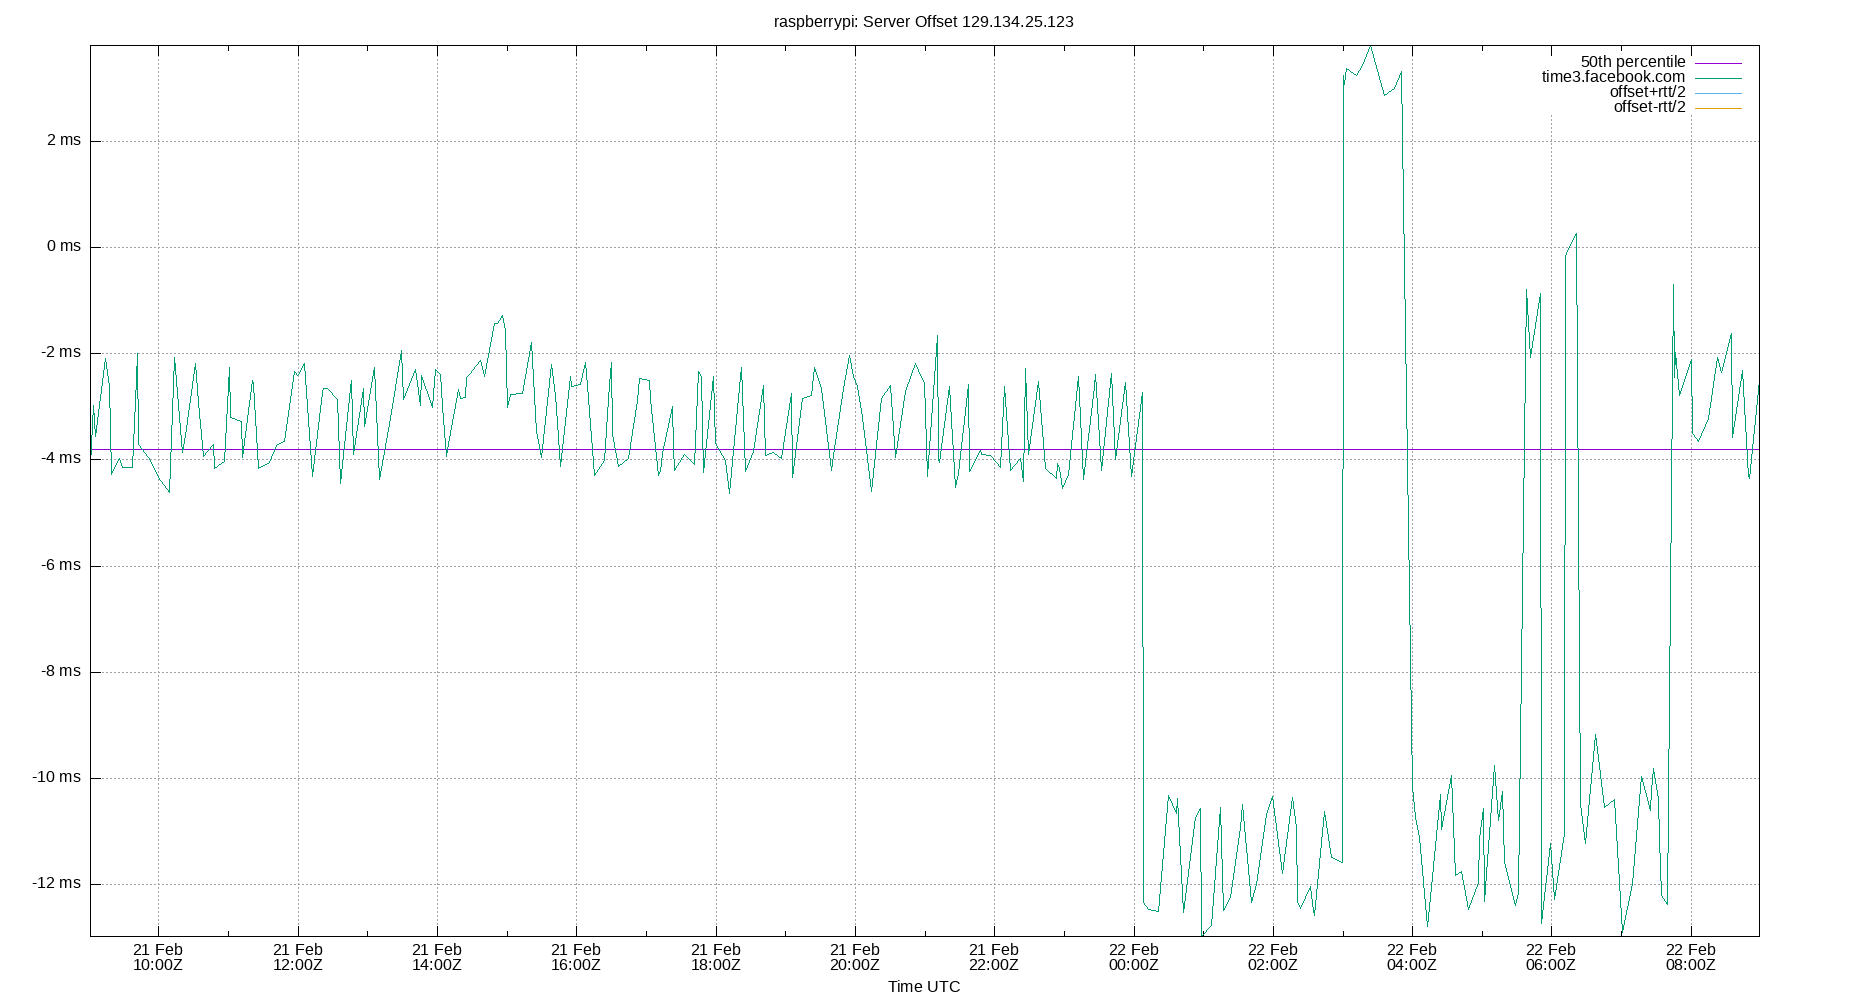 raspberrypi: Server Offset 129.134.25.123
50th percentile
time3.facebook.com
offset+rtt/2
offset-rtt/2
2 ms
0 ms
-2 ms
-4 ms
-6 ms
-8 ms
-10 ms
-12 ms
21 Feb 21 Feb 21 Feb 21 Feb 21 Feb 21 Feb 21 Feb 22 Feb 22 Feb 22 Feb 22 Feb 22 Feb
10:00Z 12:00Z 14:00Z 16:00Z 18:00Z 20:00Z 22:00Z 00:00Z 02:00Z 04:00Z 06:00Z 08:00Z
Time UTC